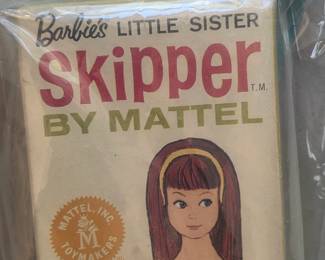 Barbie's LITTLE SISTER
Skipper T.M.
BY MATTEL
MATTEL, INC.
M
TOYMAKERS